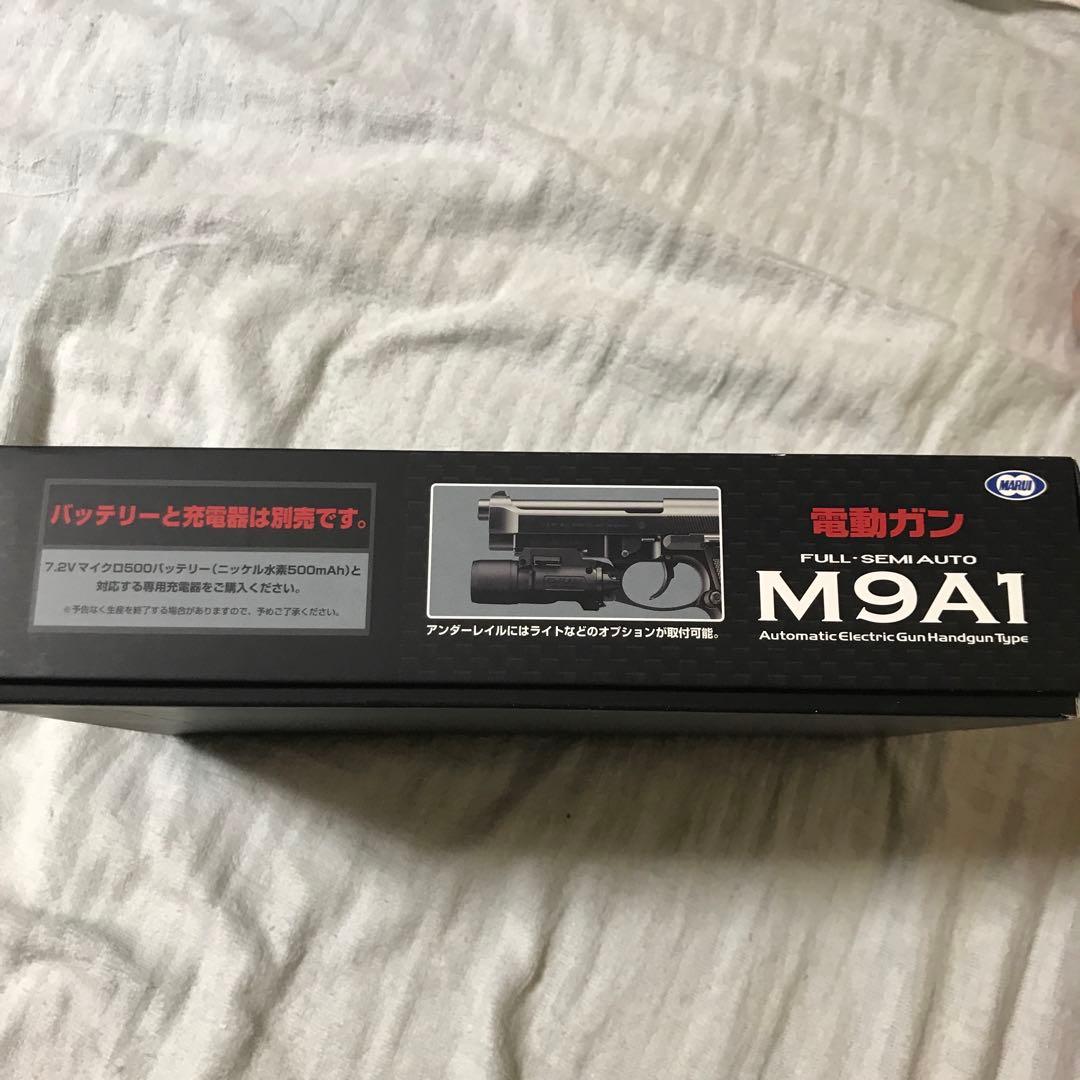 バッテリーと充電器は別売です。
7.2Vマイクロ500バッテリー(ニッケル水素500mAh)と
対応する専用充電器をご購入ください。
※予告なく生産を終了する場合がありますので、予めご了承ください。
アンダーレイルにはライトなどのオプションが取付可能。
MARUI
電動ガン
FULL・SEMI AUTO
M9A1
Automatic Electric Gun Handgun Type